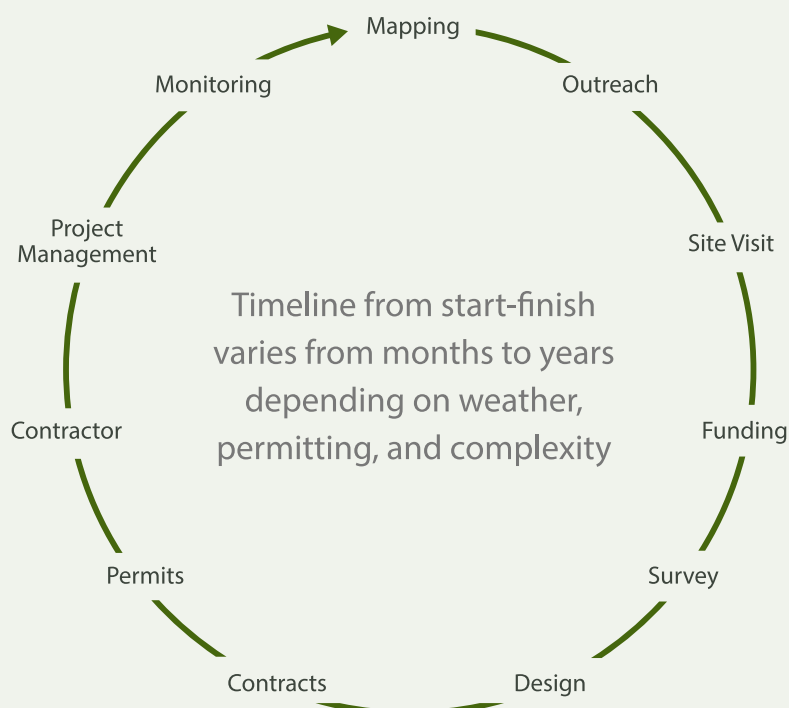 Mapping
Outreach
Site Visit
Funding
Survey
Design
Contracts
Permits
Contractor
Project
Management
Monitoring
Timeline from start-finish
varies from months to years
depending on weather,
permitting, and complexity